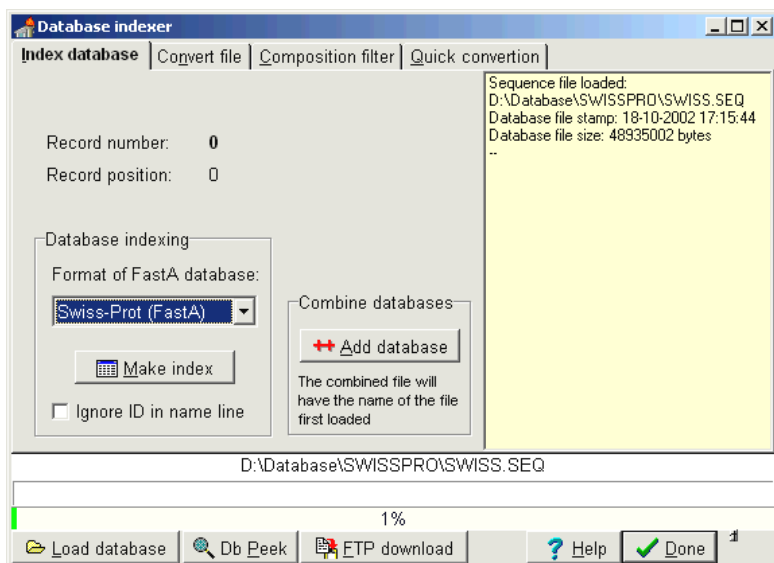 Database indexer
Index database
Convert file
Composition filter
Quick convertion
Record number: 0
Record position: 0
Database indexing
Format of FastA database:
Swiss-Prot (FastA)
Make index
Ignore ID in name line
Combine databases
Add database
The combined file will
have the name of the file
first loaded
Sequence file loaded:
D:\Database\SWISSPRO\SWISS.SEQ
Database file stamp: 18-10-2002 17:15:44
Database file size: 48935002 bytes
--
D:\Database\SWISSPRO\SWISS.SEQ
1%
Load database
Db Peek
FTP download
Help
Done